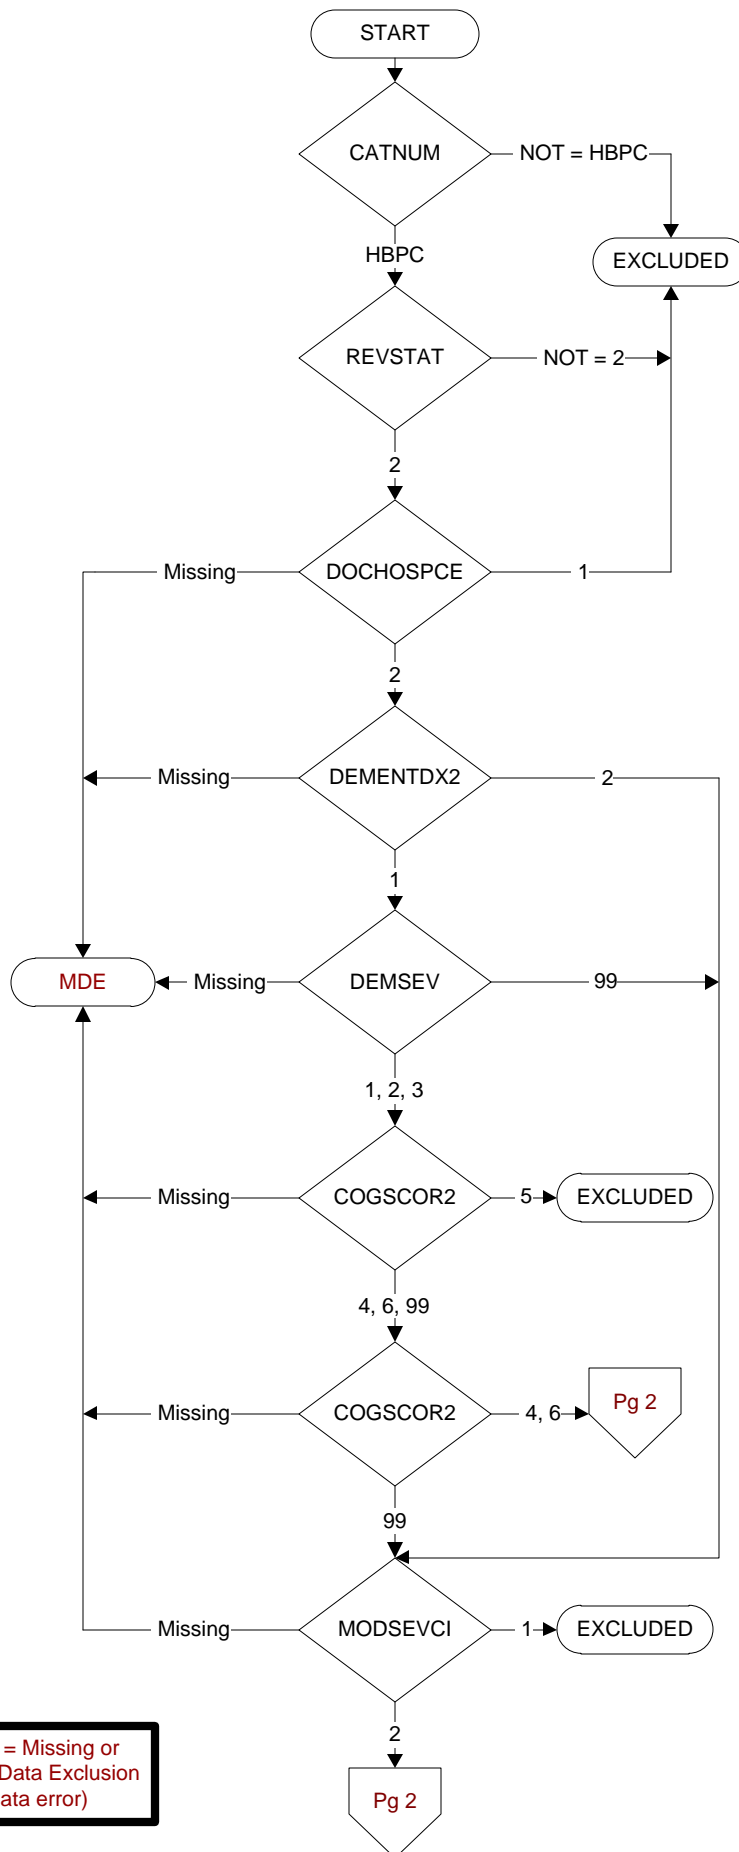 START
CATNUM
NOT = HBPC
HBPC
EXCLUDED
REVSTAT
NOT = 2
2
Missing
DOCHOSPCE
1
2
Missing
DEMENTDX2
2
1
MDE
Missing
DEMSEV
99
1, 2, 3
Missing
COGSCOR2
5
EXCLUDED
4, 6, 99
Missing
COGSCOR2
4, 6
Pg 2
99
Missing
MODSEVCI
1
EXCLUDED
2
= Missing or
Data Exclusion
ata error)
Pg 2